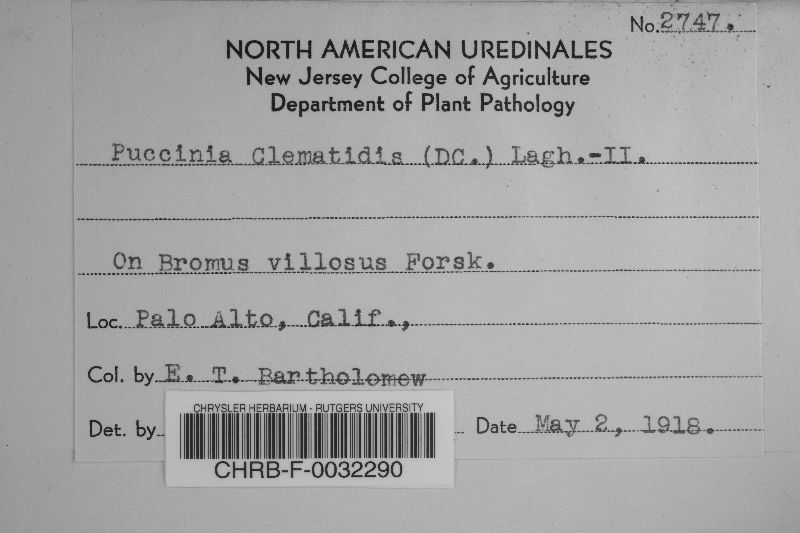 No. 2747.
NORTH AMERICAN UREDINALES
New Jersey College of Agriculture
Department of Plant Pathology
Puccinia Clematidis (DC.) Lagh.-II.
On Bromus villosus Forsk.
Loc. Palo Alto, Calif.,
Col. by E. T. Bartholomew
Det. by
Date May 2, 1918.
CHRYSLER HERBARIUM - RUTGERS UNIVERSITY
CHRB-F-0032290